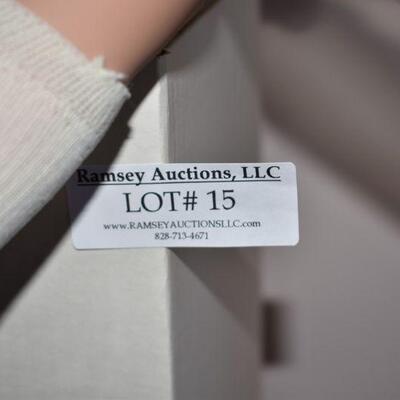 Ramsey Auctions, LLC
LOT# 15
www.RAMSEYAUCTIONSLLC.com
828-713-4671